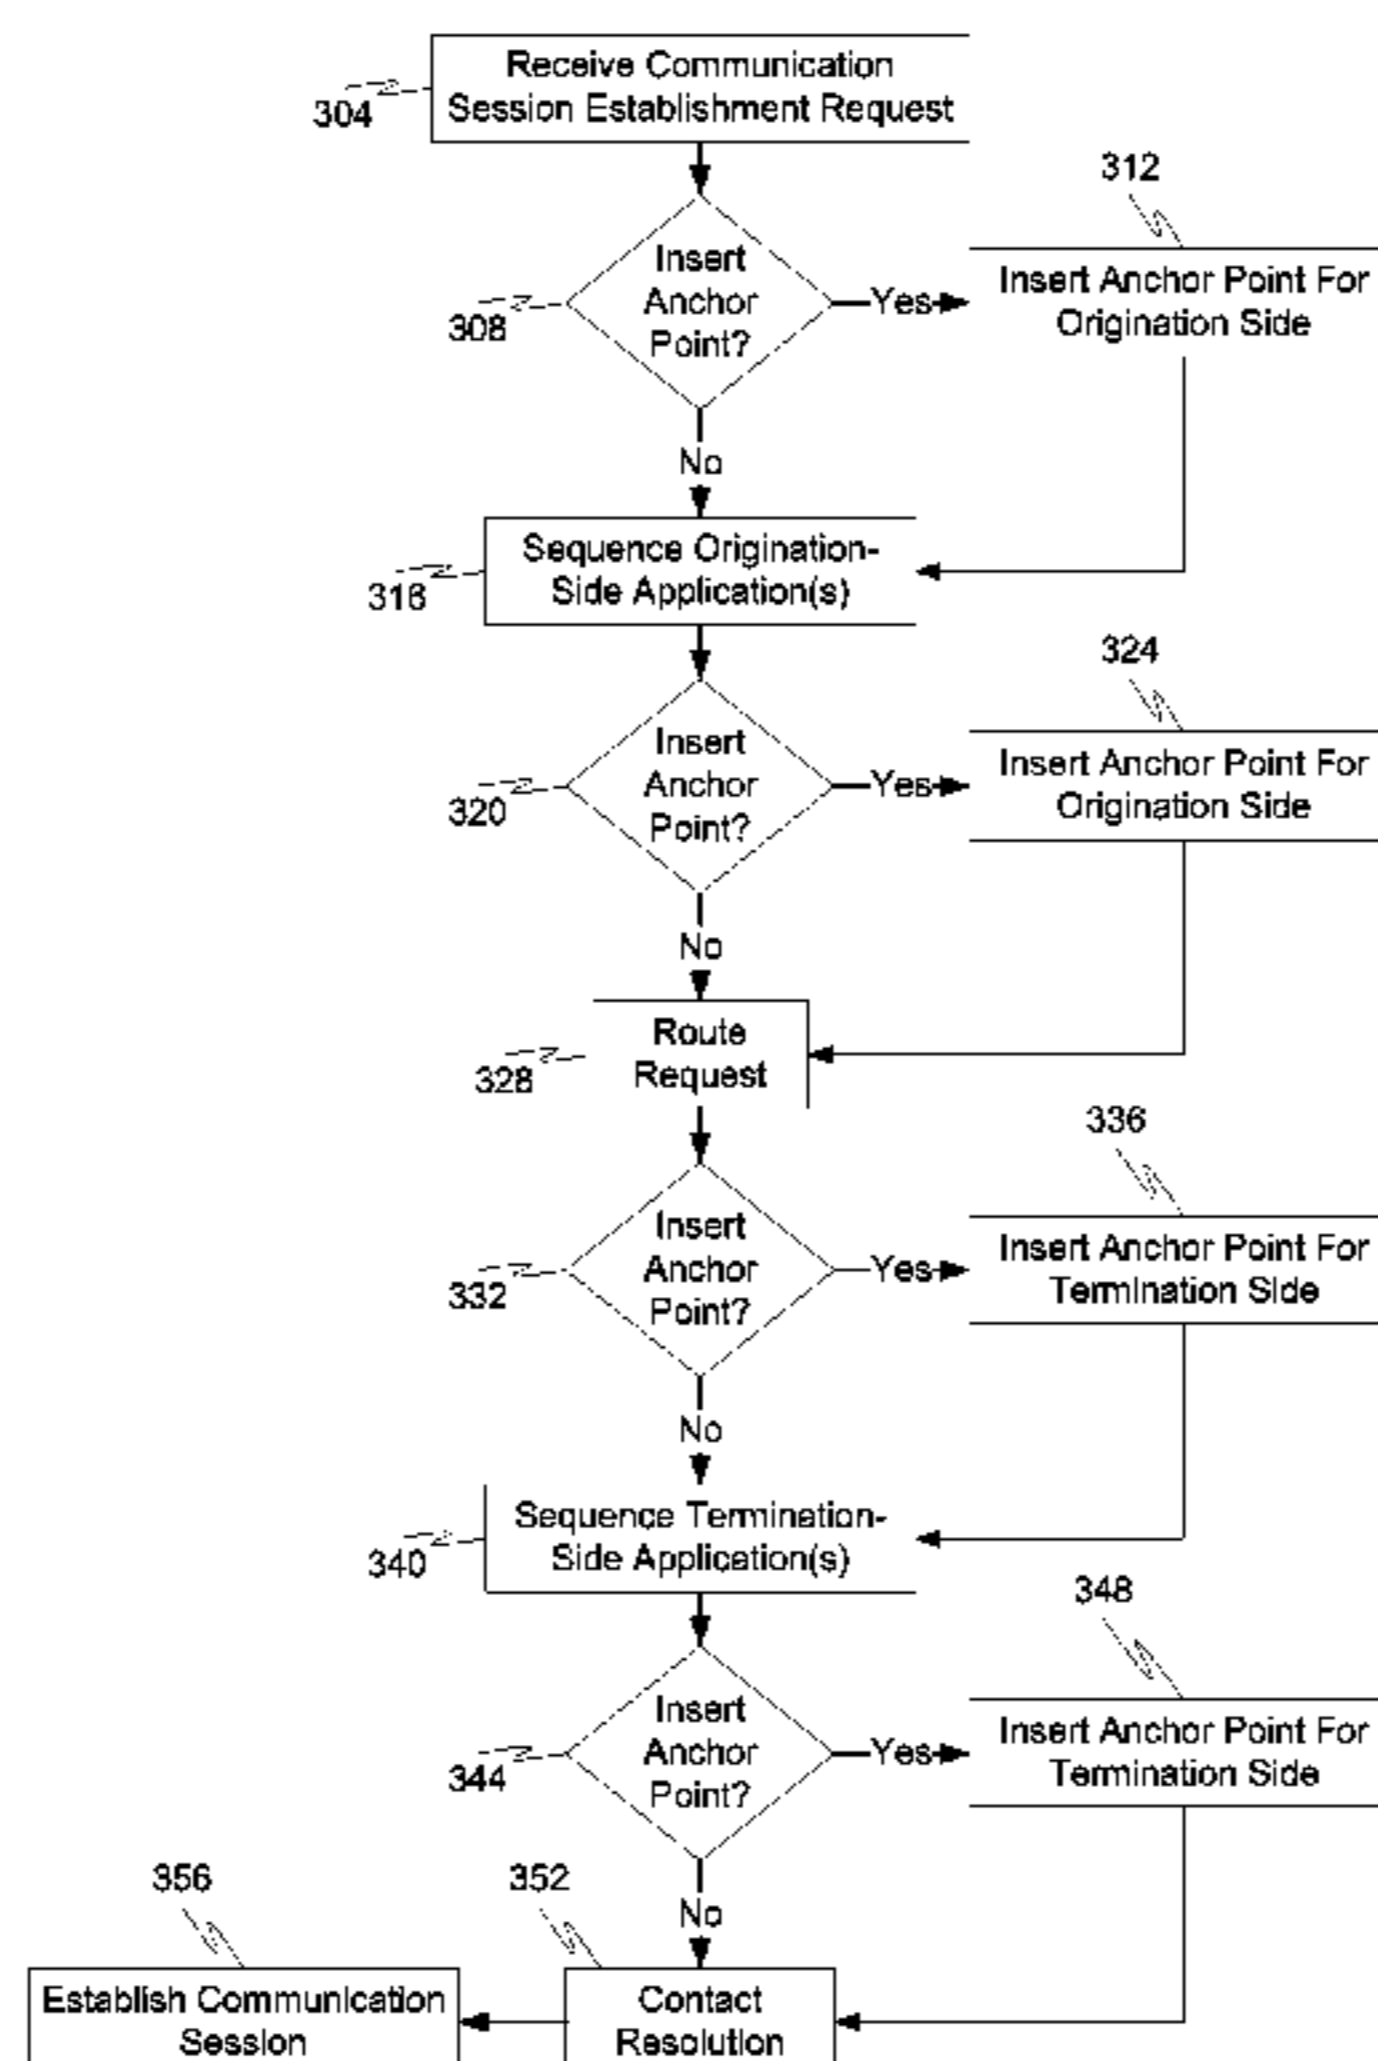 Receive Communication
Session Establishment Request
304
312
Insert
Anchor
Point?
308
Yes
Insert Anchor Point For
Origination Side
No
Sequence Origination-
Side Application(s)
316
324
Insert
Anchor
Point?
320
Yes
Insert Anchor Point For
Origination Side
No
Route
Request
328
336
Insert
Anchor
Point?
332
Yes
Insert Anchor Point For
Termination Side
No
Sequence Termination-
Side Application(s)
340
348
Insert
Anchor
Point?
344
Yes
Insert Anchor Point For
Termination Side
No
356
352
Establish Communication
Session
Contact
Resolution